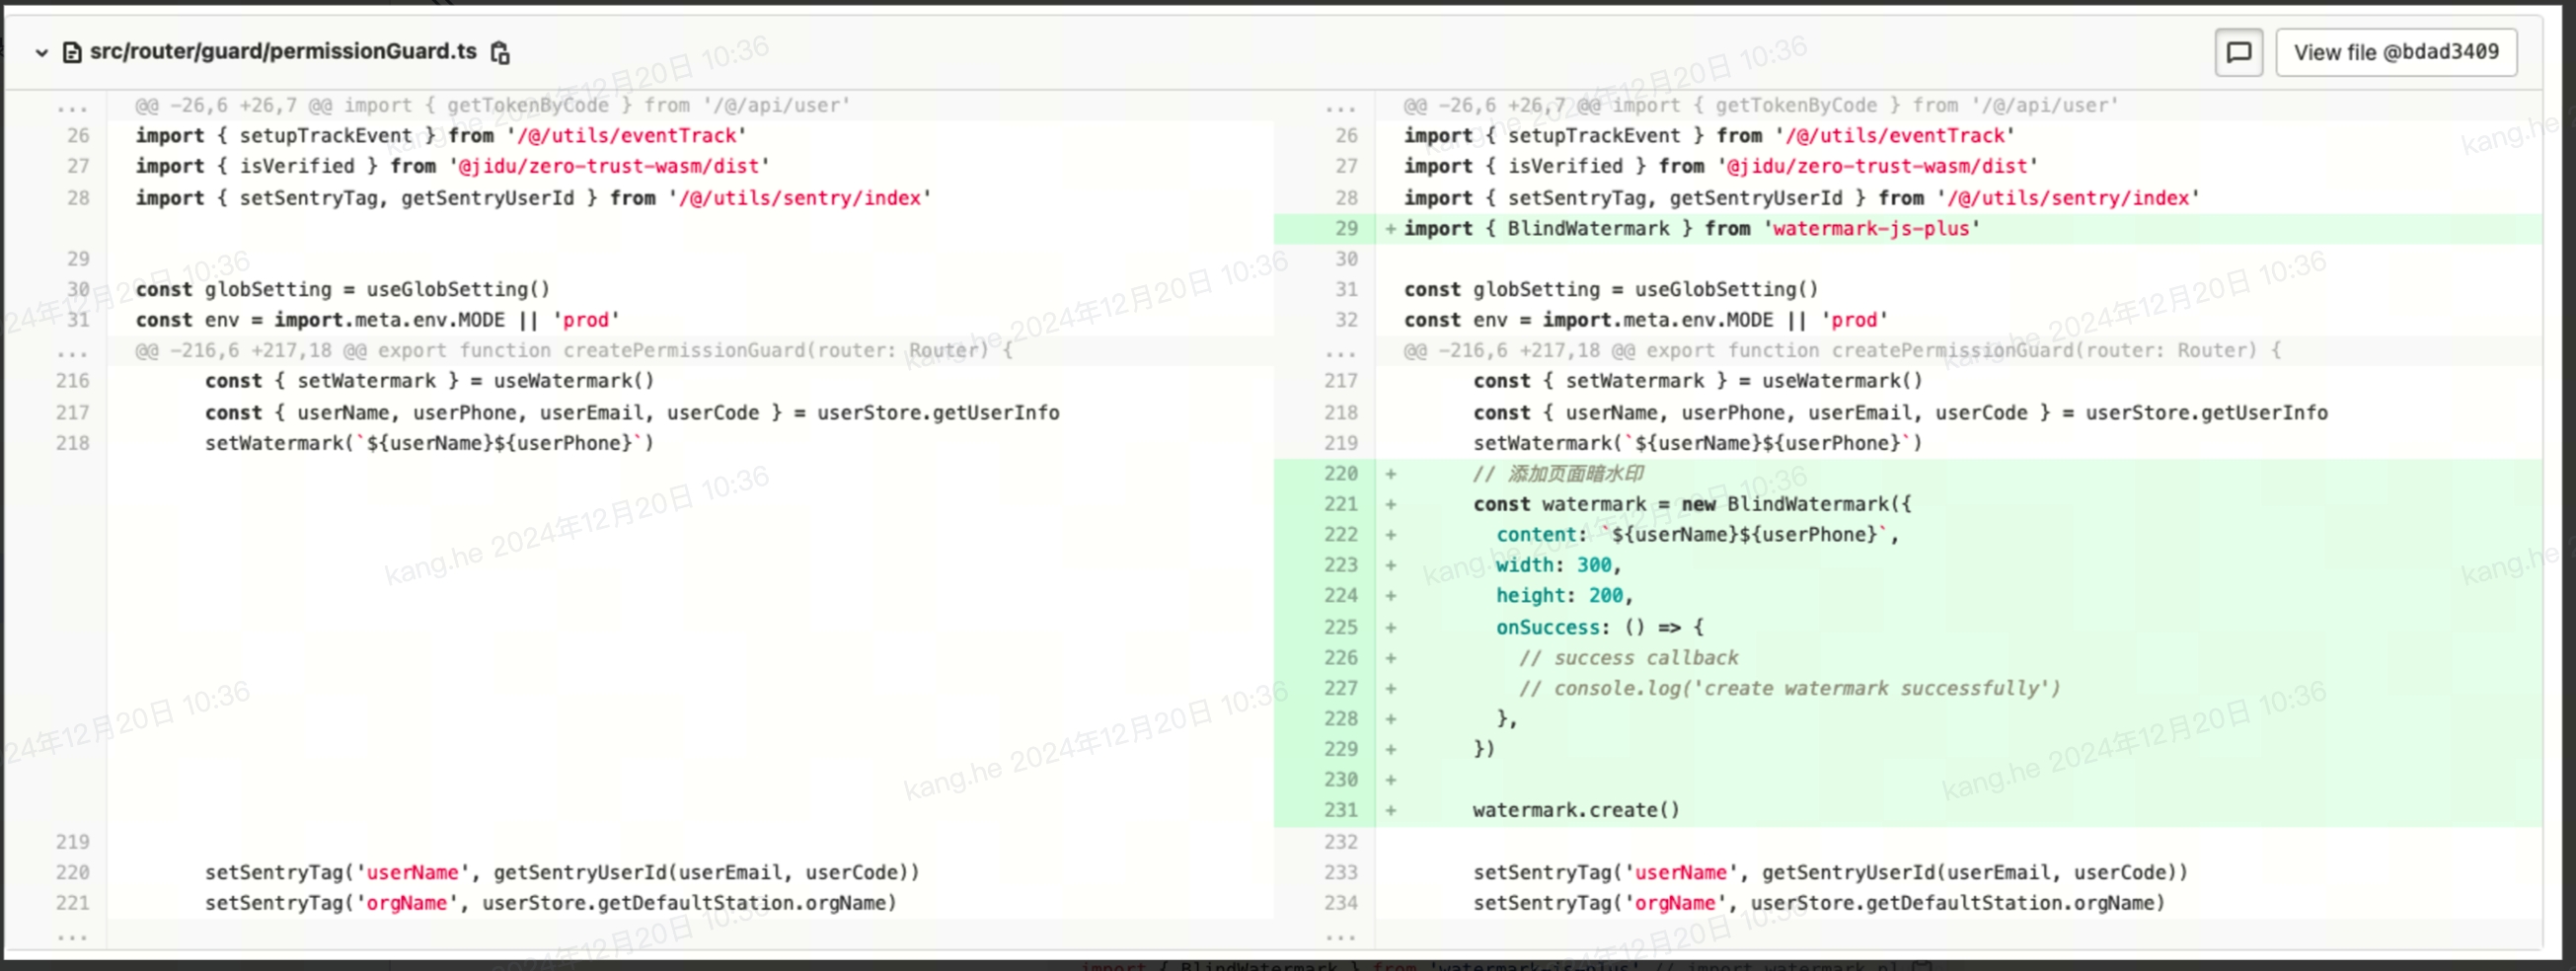 src/router/guard/permissionGuard.ts
View file @bdad3409
... @@ -26,6 +26,7 @@ import { getTokenByCode } from '/@/api/user'
26 import { setupTrackEvent } from '/@/utils/eventTrack'
27 import { isVerified } from '@jidu/zero-trust-wasm/dist'
28 import { setSentryTag, getSentryUserId } from '/@/utils/sentry/index'
29
30 const globSetting = useGlobSetting()
31 const env = import.meta.env.MODE || 'prod'
... @@ -216,6 +217,18 @@ export function createPermissionGuard(router: Router) {
216 const { setWatermark } = useWatermark()
217 const { userName, userPhone, userEmail, userCode } = userStore.getUserInfo
218 setWatermark(`${userName}${userPhone}`)
219
220 setSentryTag('userName', getSentryUserId(userEmail, userCode))
221 setSentryTag('orgName', userStore.getDefaultStation.orgName)
...
... @@ -26,6 +26,7 @@ import { getTokenByCode } from '/@/api/user'
26 import { setupTrackEvent } from '/@/utils/eventTrack'
27 import { isVerified } from '@jidu/zero-trust-wasm/dist'
28 import { setSentryTag, getSentryUserId } from '/@/utils/sentry/index'
29 + import { BlindWatermark } from 'watermark-js-plus'
30
31 const globSetting = useGlobSetting()
32 const env = import.meta.env.MODE || 'prod'
... @@ -216,6 +217,18 @@ export function createPermissionGuard(router: Router) {
217 const { setWatermark } = useWatermark()
218 const { userName, userPhone, userEmail, userCode } = userStore.getUserInfo
219 setWatermark(`${userName}${userPhone}`)
220 + // 添加页面暗水印
221 + const watermark = new BlindWatermark({
222 + content: `${userName}${userPhone}`,
223 + width: 300,
224 + height: 200,
225 + onSuccess: () => {
226 + // success callback
227 + // console.log('create watermark successfully')
228 + },
229 + })
230 +
231 + watermark.create()
232
233 setSentryTag('userName', getSentryUserId(userEmail, userCode))
234 setSentryTag('orgName', userStore.getDefaultStation.orgName)
...
kang.he 2024年12月20日 10:36